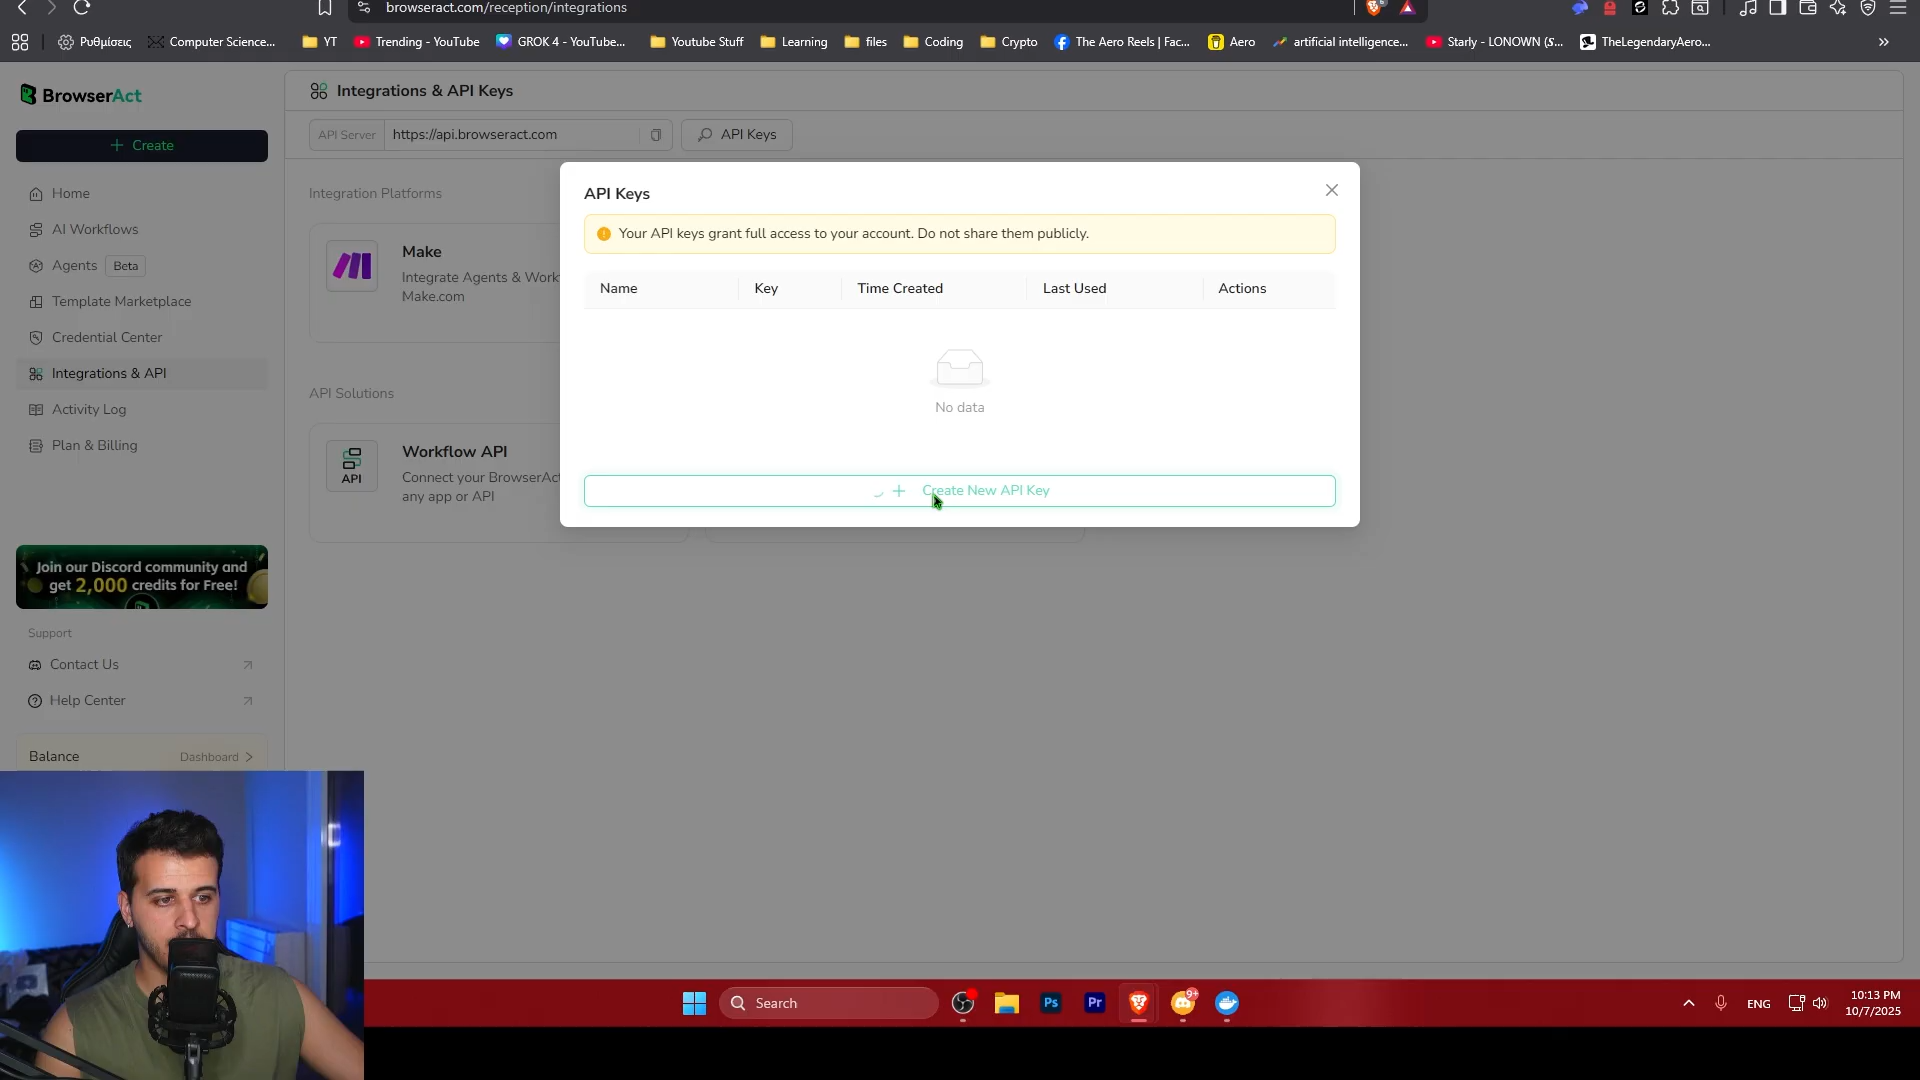 browseract.com/reception/integrations
Ρυθμίσεις
Computer Science...
YT
Trending - YouTube
GROK 4 - YouTube...
Youtube Stuff
Learning
files
Coding
Crypto
The Aero Reels | Fac...
Aero
artificial intelligence...
TheLegendaryAero...
BrowserAct
Integrations & API Keys
API Server
https://api.browseract.com
API Keys
Create
Home
AI Workflows
Agents
Beta
Template Marketplace
Credential Center
Integrations & API
Activity Log
Plan & Billing
Integration Platforms
Make
Integrate Agents & Work
Make.com
API Solutions
API
Workflow API
Connect your BrowserAc
any app or API
API Keys
Your API keys grant full access to your account. Do not share them publicly.
Name
Key
Time Created
Last Used
Actions
No data
Create New API Key
Join our Discord community and
get 2,000 credits for Free!
Support
Contact Us
Help Center
Balance
Dashboard
Search
Ps
Pr
9+
ENG
10:13 PM
10/7/2025